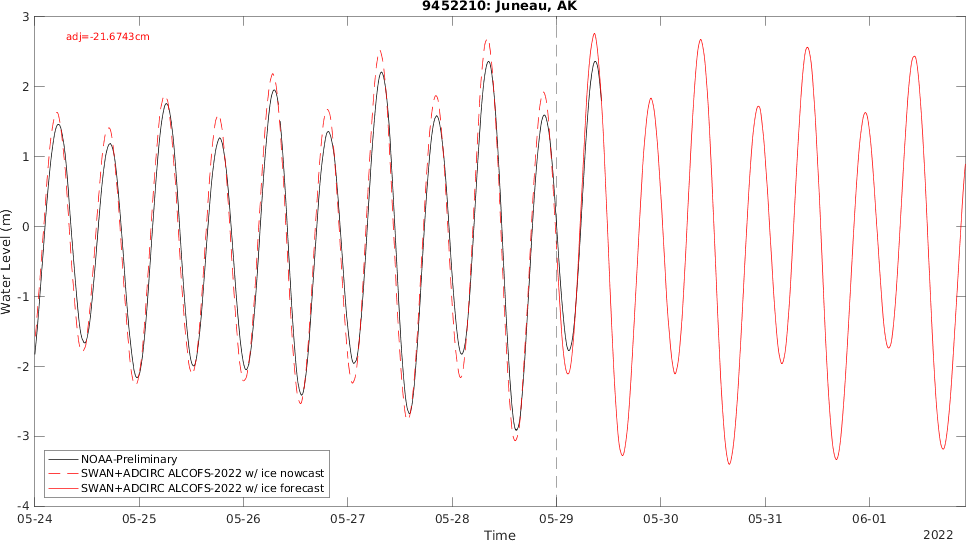 9452210: Juneau, AK
adj=-21.6743cm
3
2
1
0
-1
-2
-3
-4
Water Level (m)
NOAA-Preliminary
SWAN+ADCIRC ALCOFS-2022 w/ ice nowcast
SWAN+ADCIRC ALCOFS-2022 w/ ice forecast
05-24 05-25 05-26 05-27 05-28 05-29 05-30 05-31 06-01
Time
2022